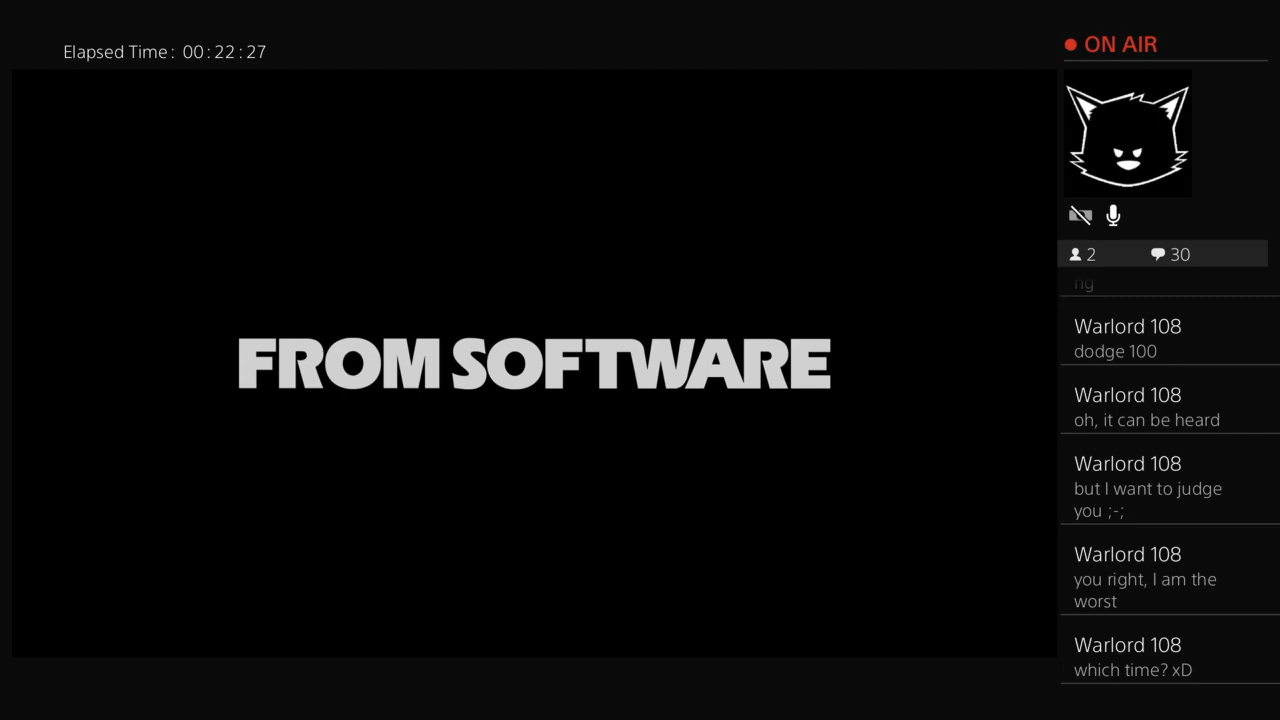 Elapsed Time: 00:22:27
ON AIR
2
30
ng
FROM SOFTWARE
Warlord 108
dodge 100
Warlord 108
oh, it can be heard
Warlord 108
but I want to judge
you ;-;
Warlord 108
you right, I am the
worst
Warlord 108
which time? xD